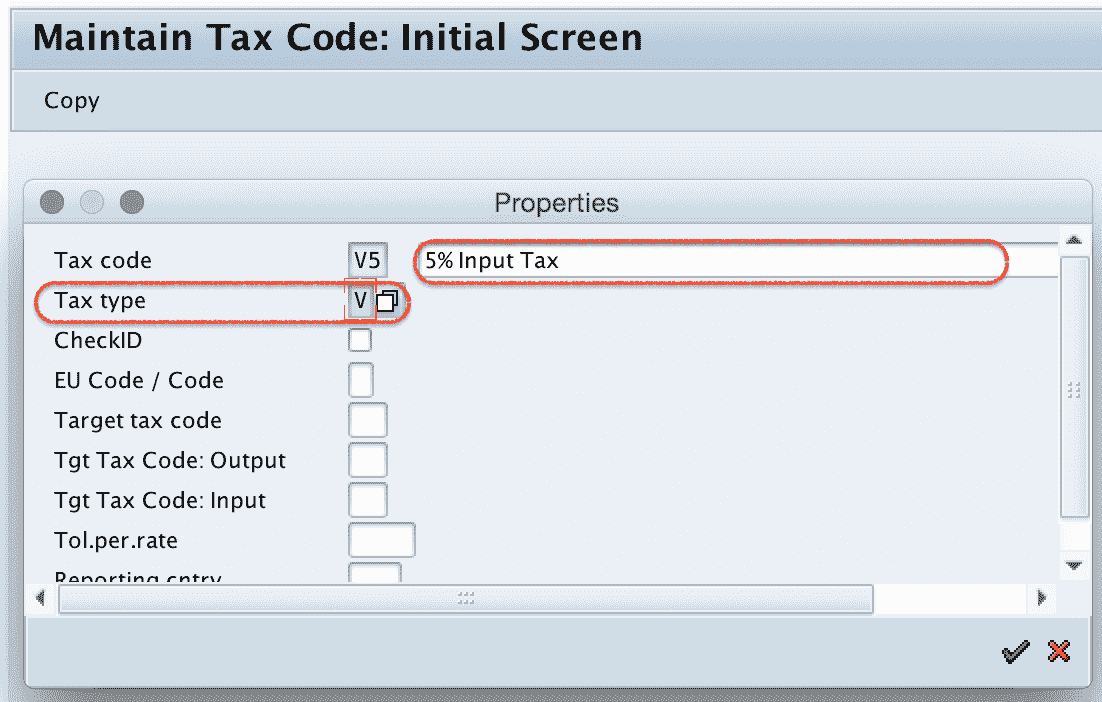 Maintain Tax Code: Initial Screen
Copy
Properties
Tax code V5 5% Input Tax
Tax type V
CheckID
EU Code / Code
Target tax code
Tgt Tax Code: Output
Tgt Tax Code: Input
Tol.per.rate
Reporting cntry